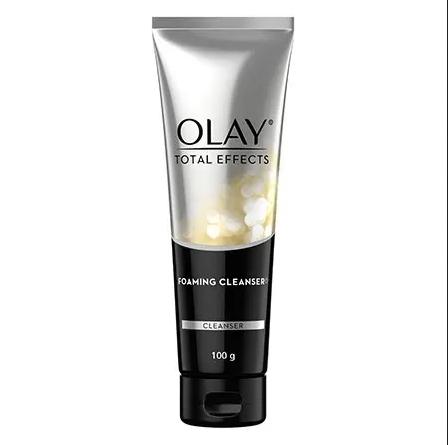 OLAY®
TOTAL EFFECTS
FOAMING CLEANSER
CLEANSER
100 g